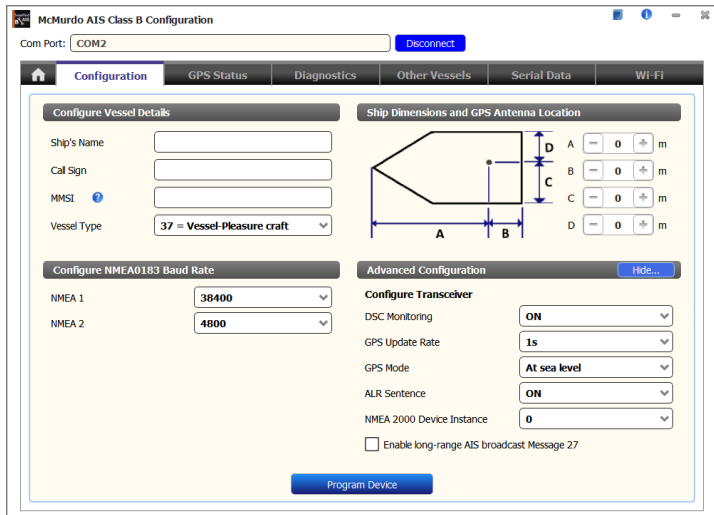 McMurdo AIS Class B Configuration
Com Port: COM2 Disconnect
Configuration GPS Status Diagnostics Other Vessels Serial Data Wi-Fi
Configure Vessel Details
Ship's Name
Call Sign
MMSI ?
Vessel Type 37 = Vessel-Pleasure craft
Ship Dimensions and GPS Antenna Location
D
C
A B
A − 0 + m
B − 0 + m
C − 0 + m
D − 0 + m
Configure NMEA0183 Baud Rate
NMEA 1 38400
NMEA 2 4800
Advanced Configuration Hide...
Configure Transceiver
DSC Monitoring ON
GPS Update Rate 1s
GPS Mode At sea level
ALR Sentence ON
NMEA 2000 Device Instance 0
Enable long-range AIS broadcast Message 27
Program Device